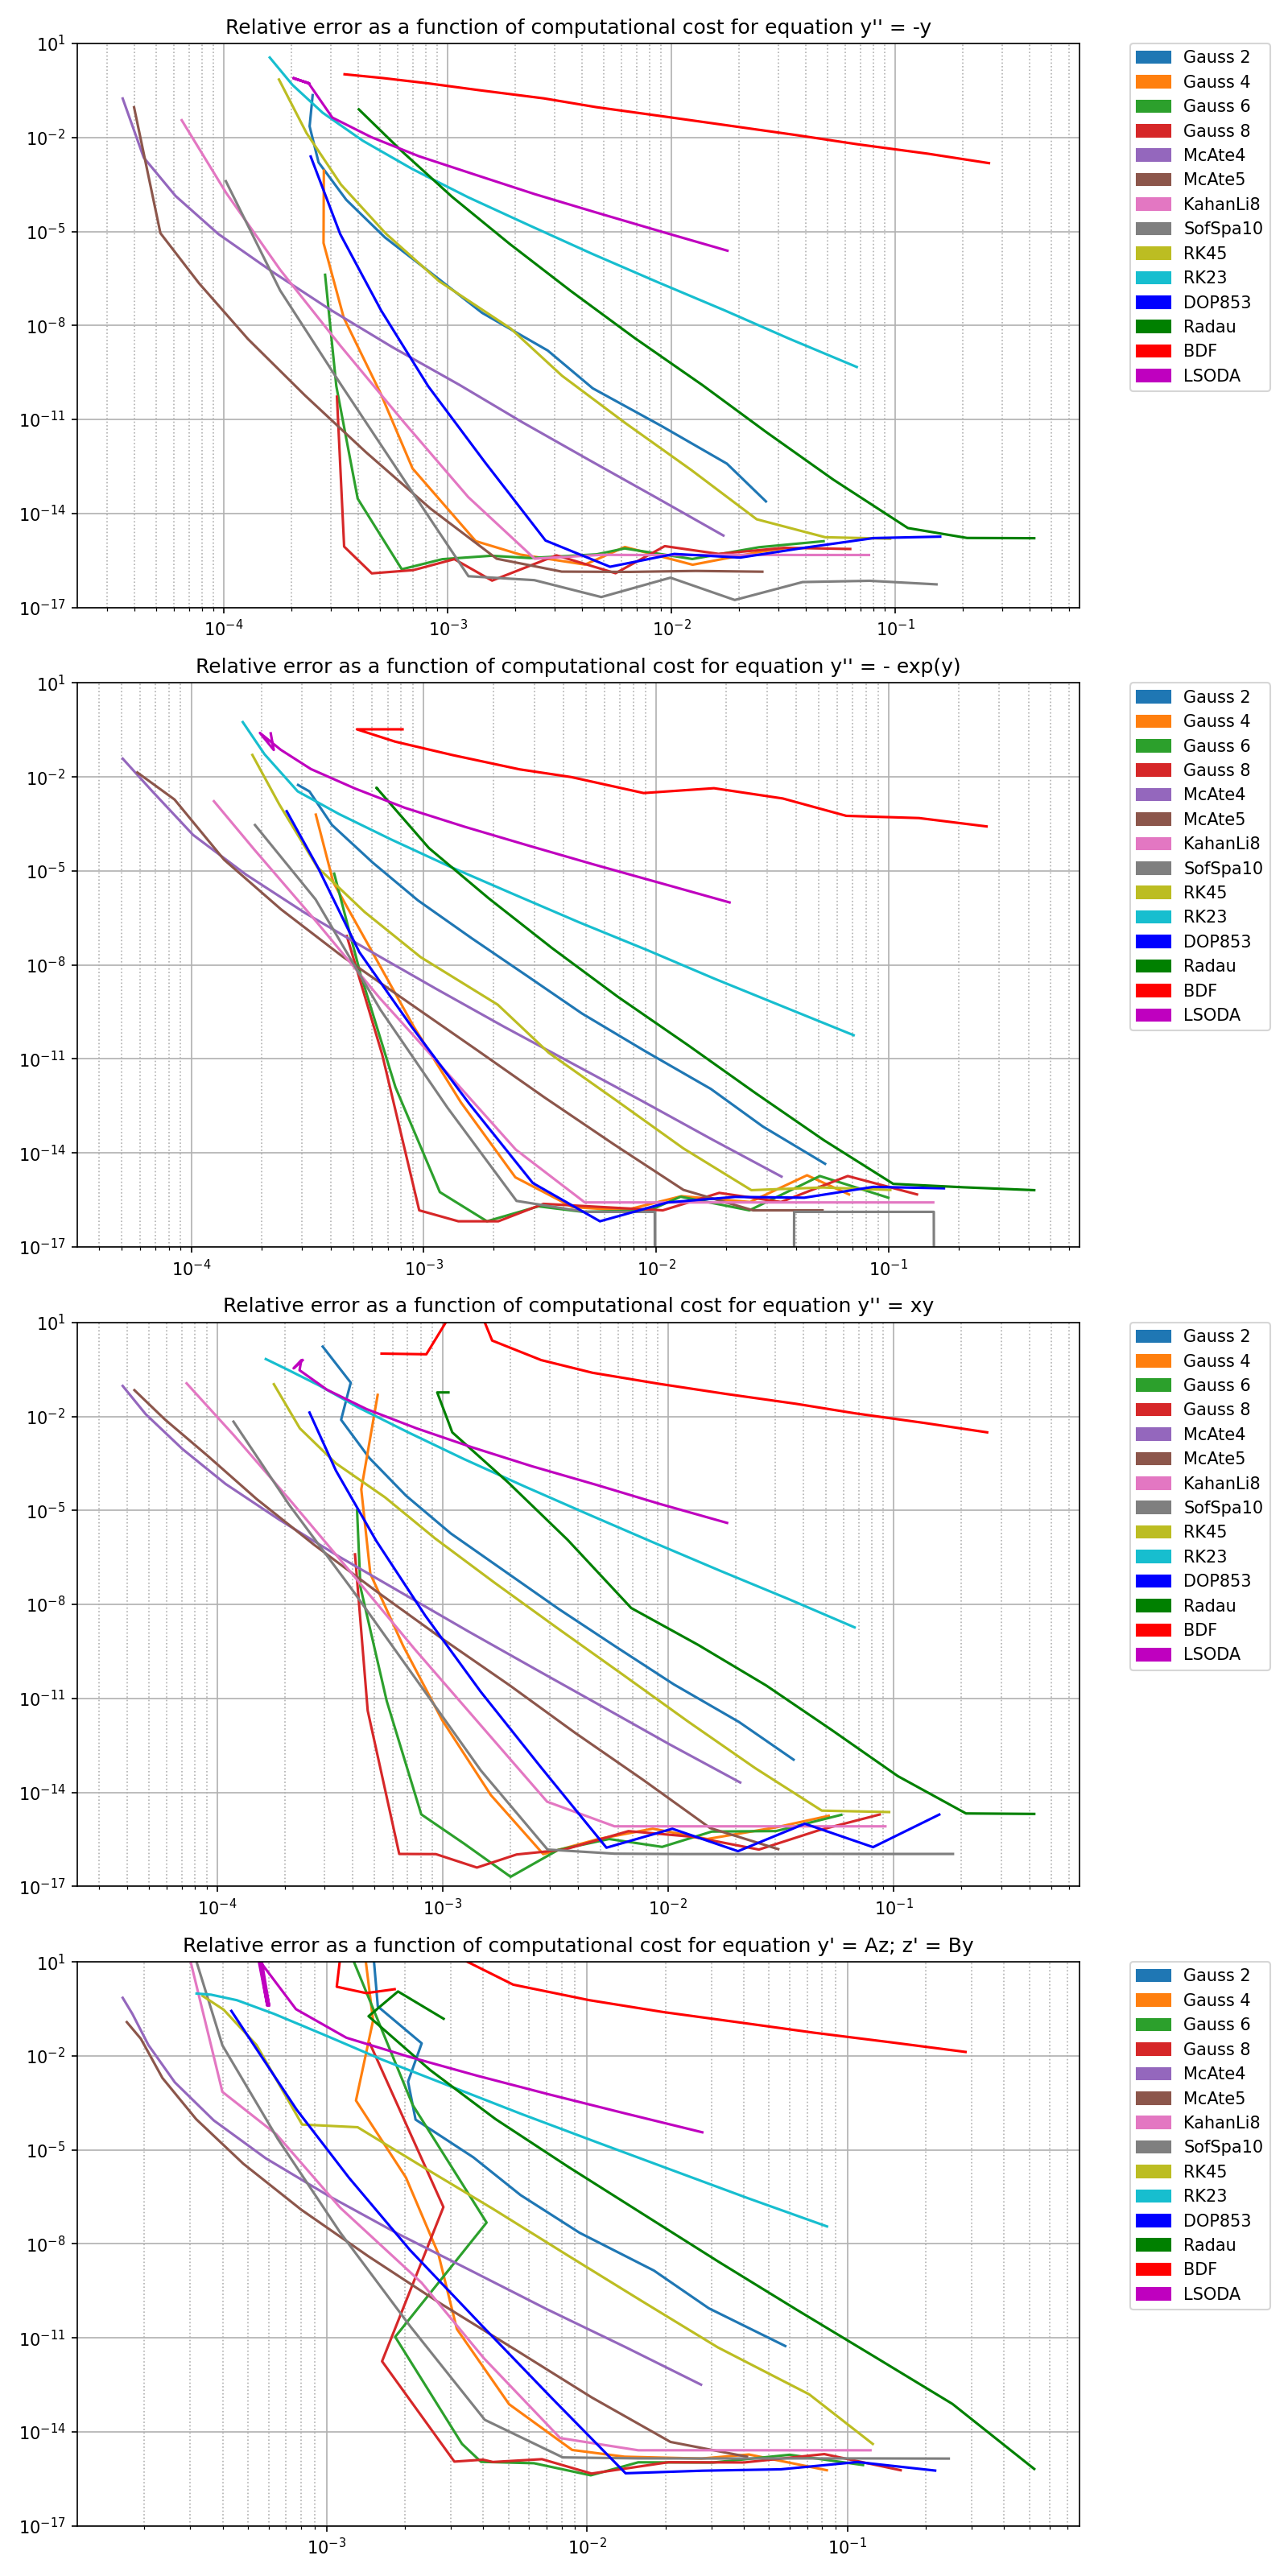 Relative error as a function of computational cost for equation y'' = -y
10^1
10^-2
10^-5
10^-8
10^-11
10^-14
10^-17
10^-4 10^-3 10^-2 10^-1
Gauss 2
Gauss 4
Gauss 6
Gauss 8
McAte4
McAte5
KahanLi8
SofSpa10
RK45
RK23
DOP853
Radau
BDF
LSODA
Relative error as a function of computational cost for equation y'' = - exp(y)
10^1
10^-2
10^-5
10^-8
10^-11
10^-14
10^-17
10^-4 10^-3 10^-2 10^-1
Gauss 2
Gauss 4
Gauss 6
Gauss 8
McAte4
McAte5
KahanLi8
SofSpa10
RK45
RK23
DOP853
Radau
BDF
LSODA
Relative error as a function of computational cost for equation y'' = xy
10^1
10^-2
10^-5
10^-8
10^-11
10^-14
10^-17
10^-4 10^-3 10^-2 10^-1
Gauss 2
Gauss 4
Gauss 6
Gauss 8
McAte4
McAte5
KahanLi8
SofSpa10
RK45
RK23
DOP853
Radau
BDF
LSODA
Relative error as a function of computational cost for equation y' = Az; z' = By
10^1
10^-2
10^-5
10^-8
10^-11
10^-14
10^-17
10^-3 10^-2 10^-1
Gauss 2
Gauss 4
Gauss 6
Gauss 8
McAte4
McAte5
KahanLi8
SofSpa10
RK45
RK23
DOP853
Radau
BDF
LSODA